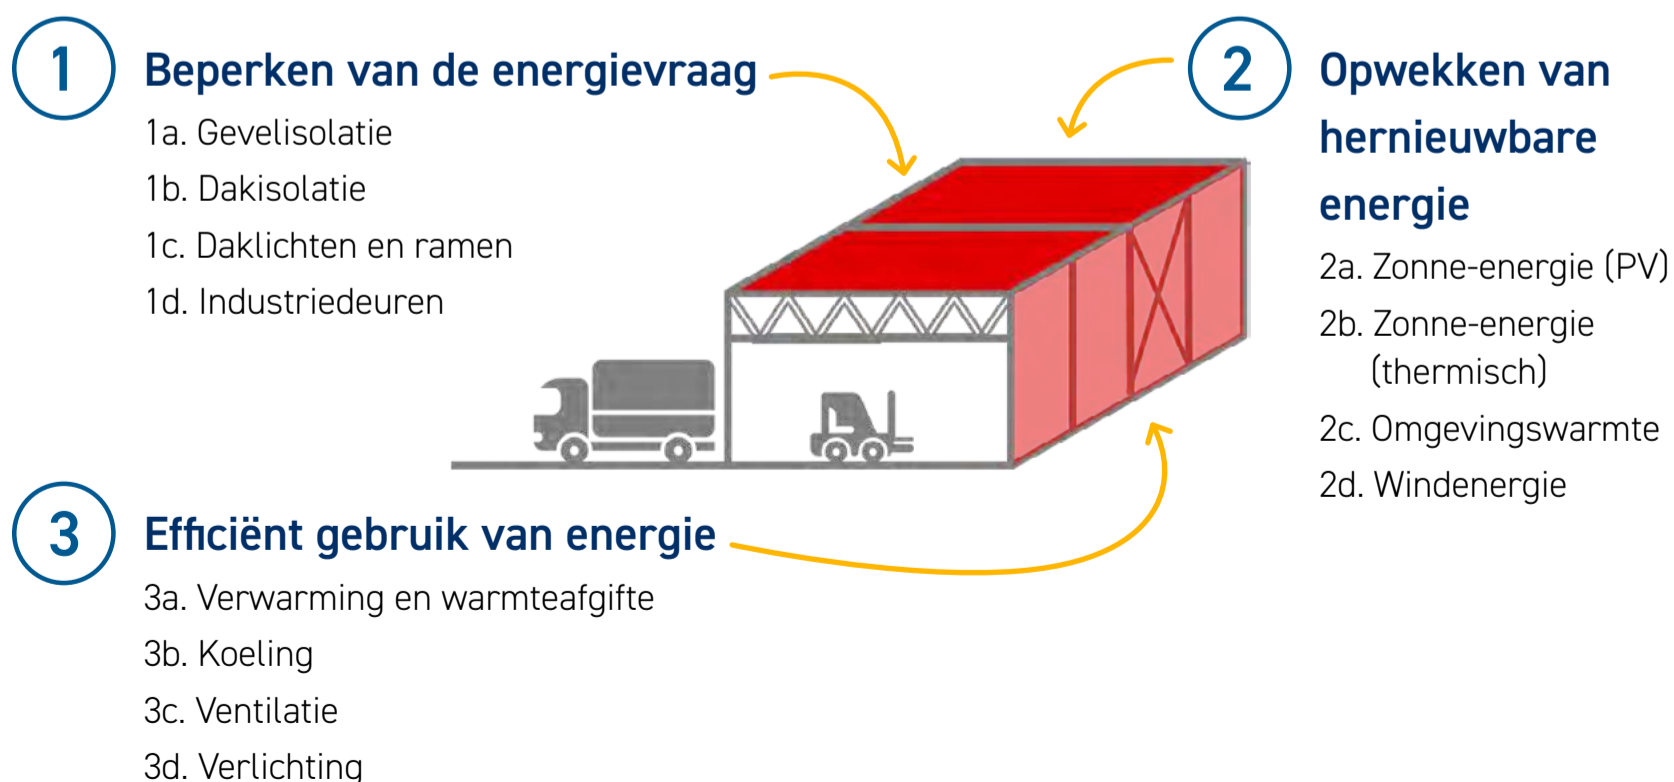 1
Beperken van de energievraag
1a. Gevelisolatie
1b. Dakisolatie
1c. Daklichten en ramen
1d. Industriedeuren
2
Opwekken van
hernieuwbare
energie
2a. Zonne-energie (PV)
2b. Zonne-energie
(thermisch)
2c. Omgevingswarmte
2d. Windenergie
3
Efficiënt gebruik van energie
3a. Verwarming en warmteafgifte
3b. Koeling
3c. Ventilatie
3d. Verlichting